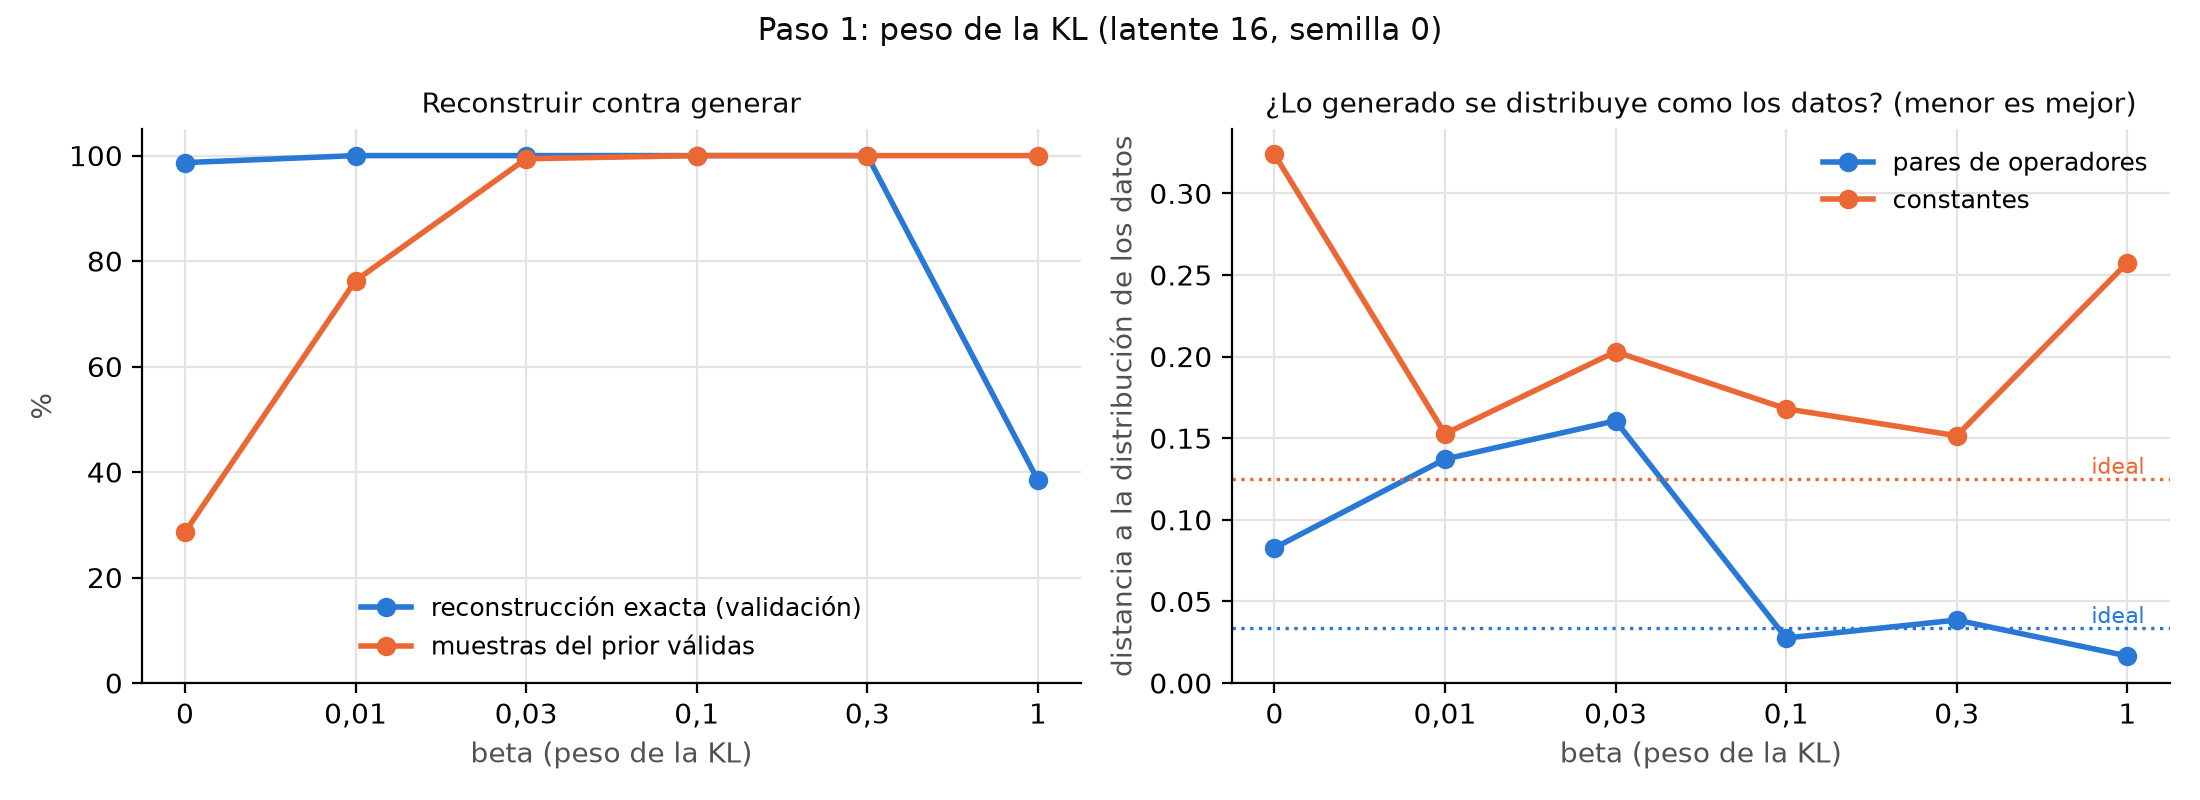 Paso 1: peso de la KL (latente 16, semilla 0)
Reconstruir contra generar
100
80
60
40
20
0
%
reconstrucción exacta (validación)
muestras del prior válidas
0 0,01 0,03 0,1 0,3 1
beta (peso de la KL)
¿Lo generado se distribuye como los datos? (menor es mejor)
distancia a la distribución de los datos
0.30
0.25
0.20
0.15
0.10
0.05
0.00
pares de operadores
constantes
ideal
ideal
0 0,01 0,03 0,1 0,3 1
beta (peso de la KL)